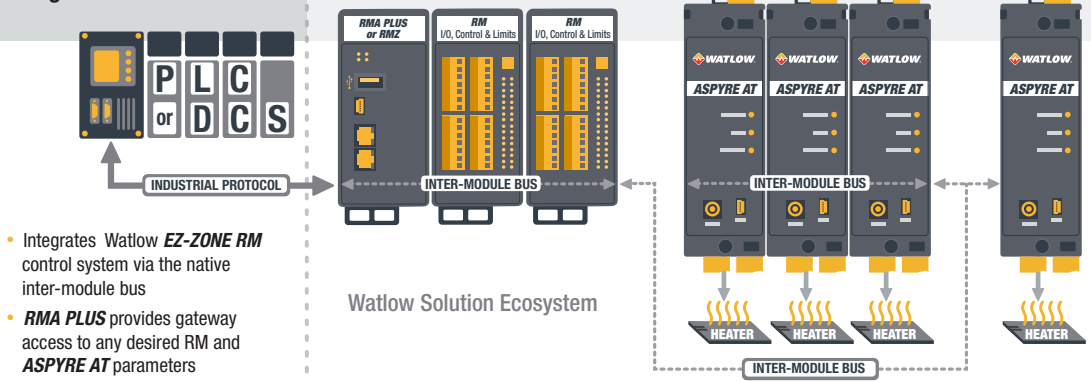 RMA PLUS
or RMZ
RM
I/O, Control & Limits
RM
I/O, Control & Limits
WATLOW
ASPYRE AT
WATLOW
ASPYRE AT
WATLOW
ASPYRE AT
WATLOW
ASPYRE AT
PLC
or DCS
INDUSTRIAL PROTOCOL
INTER-MODULE BUS
INTER-MODULE BUS
• Integrates Watlow EZ-ZONE RM
control system via the native
inter-module bus
• RMA PLUS provides gateway
access to any desired RM and
ASPYRE AT parameters
Watlow Solution Ecosystem
HEATER
HEATER
HEATER
HEATER
INTER-MODULE BUS